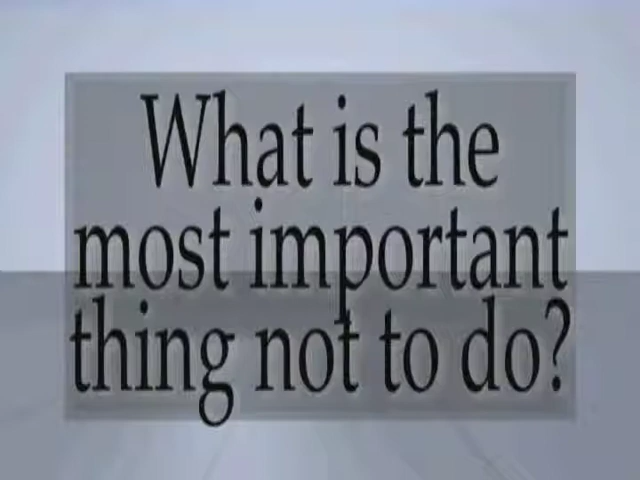 What is the
most important
thing not to do?